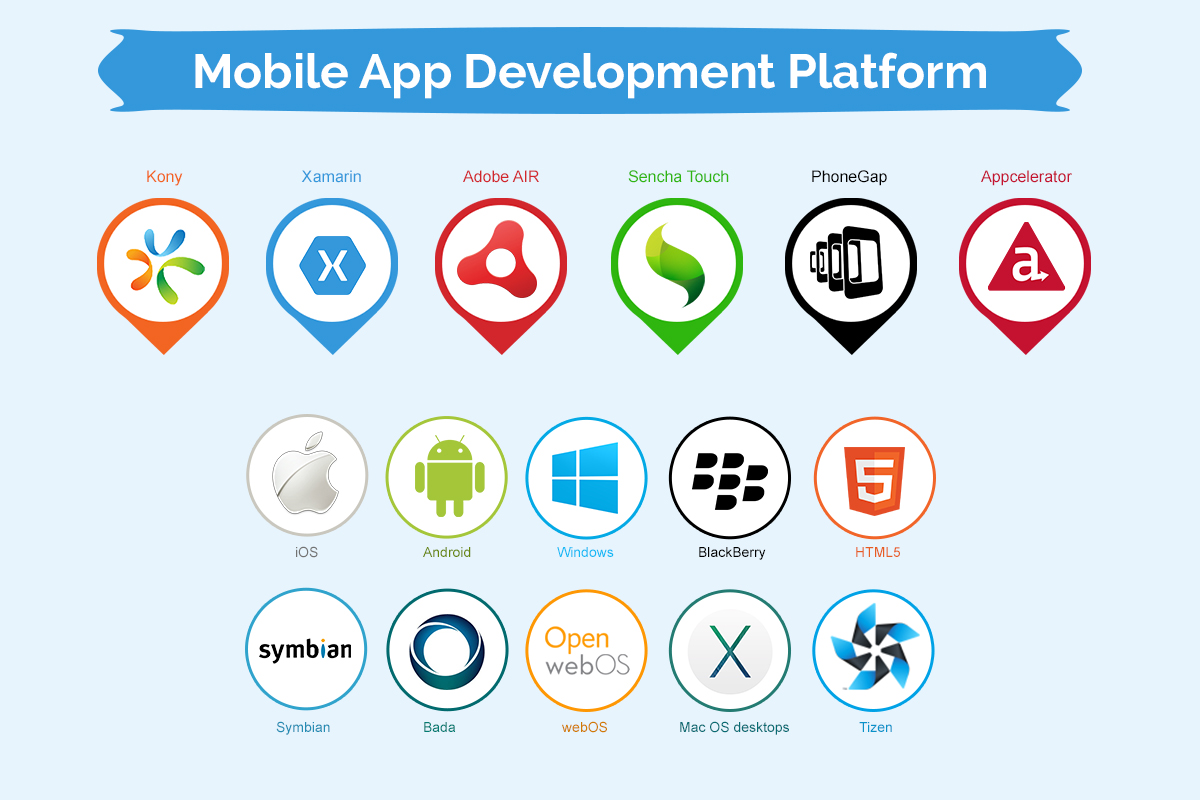 Mobile App Development Platform
Kony Xamarin Adobe AIR Sencha Touch PhoneGap Appcelerator
X a
5
iOS Android Windows BlackBerry HTML5
symbian Open
webOS X
Symbian Bada webOS Mac OS desktops Tizen